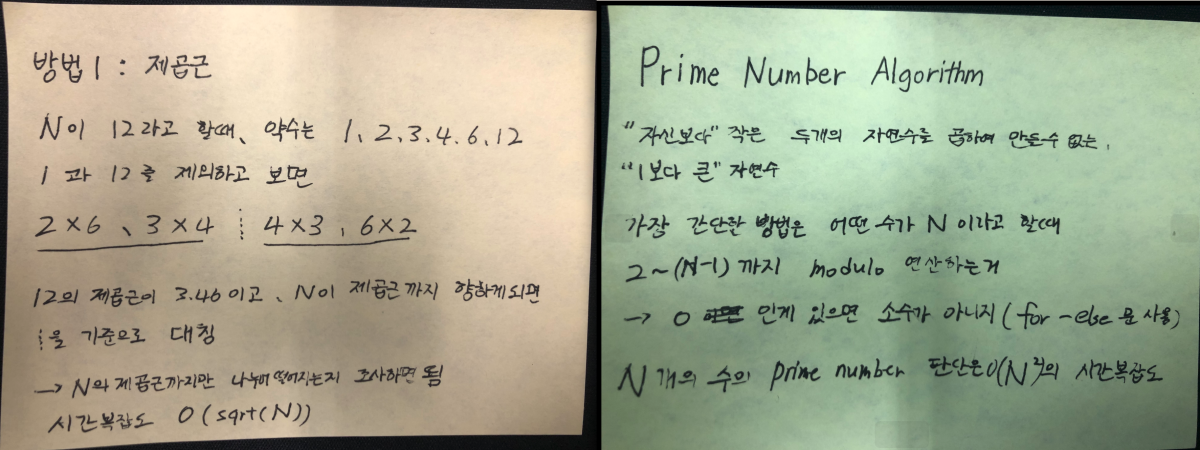 방법 1 : 제곱근
N이 12라고 할때, 약수는 1, 2, 3, 4, 6, 12
1 과 12를 제외하고 보면
2×6 , 3×4 ⋮ 4×3 , 6×2
12의 제곱근이 3.46 이고, N이 제곱근 까지 향하게되면
⋮을 기준으로 대칭
→ N의 제곱근까지만 나누어 떨어지는지 조사하면 됨
시간복잡도 O (sqrt(N))
Prime Number Algorithm
"자신보다" 작은 두개의 자연수를 곱하여 만들수 없는,
"1보다 큰" 자연수
가장 간단한 방법은 어떤 수가 N 이라고 할때
2~(N-1) 까지 modulo 연산하는거
→ 0 인게 있으면 소수가 아니지 (for-else문 사용)
N 개의 수의 prime number 판단은 O(N²)의 시간복잡도